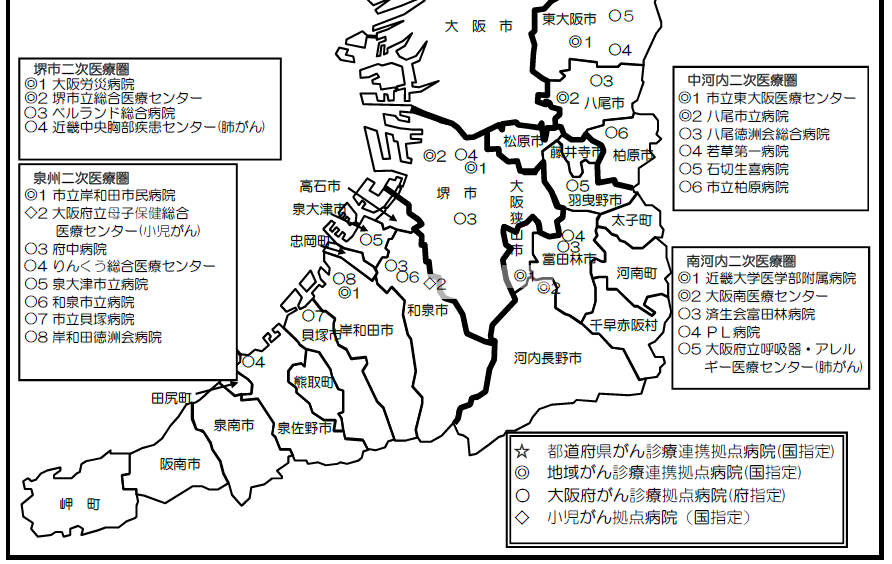 大阪市
東大阪市
○5
◎1
○4
○3
◎2
八尾市
堺市二次医療圏
◎1 大阪労災病院
◎2 堺市立総合医療センター
○3 ベルランド総合病院
○4 近畿中央胸部疾患センター(肺がん)
中河内二次医療圏
◎1 市立東大阪医療センター
◎2 八尾市立病院
○3 八尾徳洲会総合病院
○4 若草第一病院
○5 石切生喜病院
○6 市立柏原病院
松原市
藤井寺市
○6
柏原市
◎2
○4
◎1
堺市
○3
大阪狭山市
○5
羽曳野市
太子町
泉州二次医療圏
◎1 市立岸和田市民病院
◇2 大阪府立母子保健総合
医療センター(小児がん)
○3 府中病院
○4 りんくう総合医療センター
○5 泉大津市立病院
○6 和泉市立病院
○7 市立貝塚病院
○8 岸和田徳洲会病院
高石市
泉大津市
忠岡町
○5
○3
○6
◇2
和泉市
○8
◎1
○7
貝塚市
岸和田市
○4
○3
富田林市
◎1
◎2
河南町
千早赤阪村
河内長野市
南河内二次医療圏
◎1 近畿大学医学部附属病院
◎2 大阪南医療センター
○3 済生会富田林病院
○4 PL病院
○5 大阪府立呼吸器・アレル
ギー医療センター(肺がん)
○4
田尻町
熊取町
泉佐野市
泉南市
阪南市
岬町
☆ 都道府県がん診療連携拠点病院(国指定)
◎ 地域がん診療連携拠点病院(国指定)
○ 大阪府がん診療拠点病院(府指定)
◇ 小児がん拠点病院(国指定)